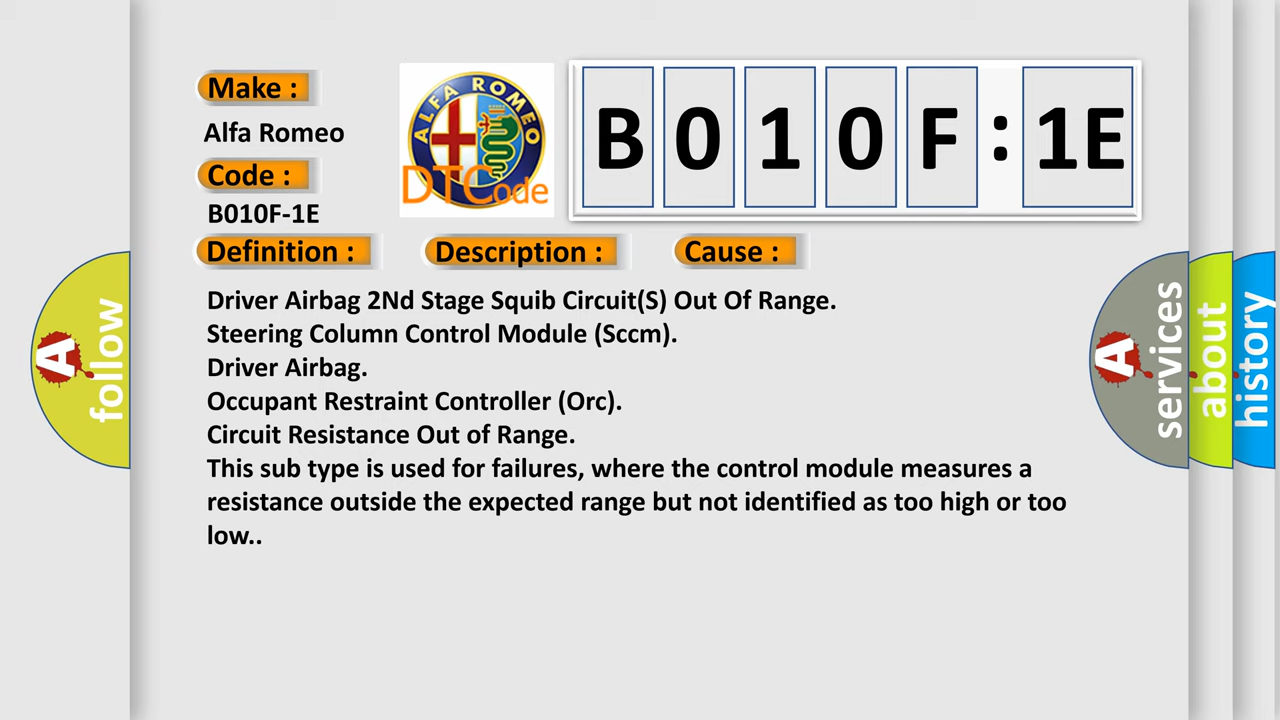 Make :
Alfa Romeo
Code :
B010F-1E
ALFA ROMEO
DTCode
B010F:1E
Definition :
Description :
Cause :
Driver Airbag 2Nd Stage Squib Circuit(S) Out Of Range.
Steering Column Control Module (Sccm).
Driver Airbag.
Occupant Restraint Controller (Orc).
Circuit Resistance Out of Range.
This sub type is used for failures, where the control module measures a
resistance outside the expected range but not identified as too high or too
low..
A
follow
A
services
about
history